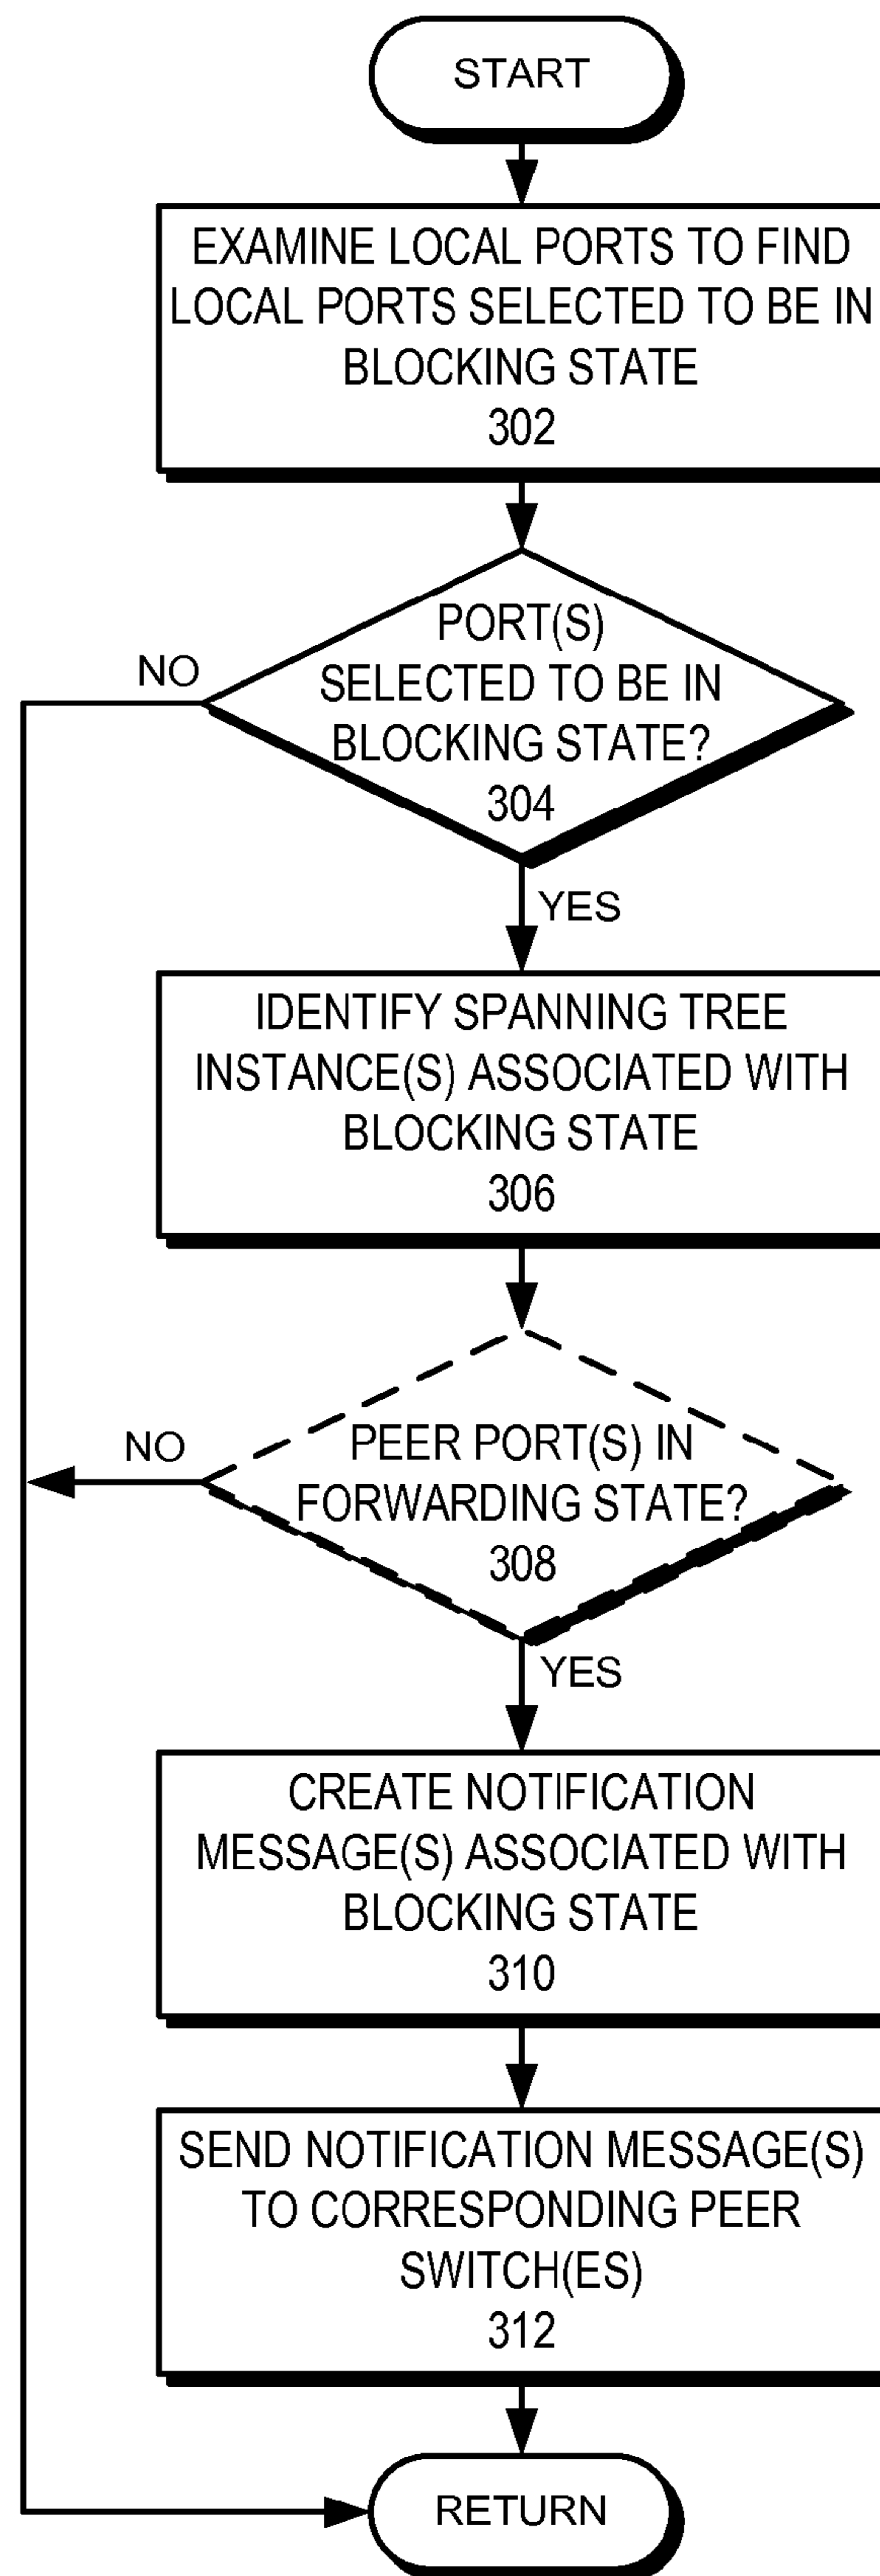 START
EXAMINE LOCAL PORTS TO FIND
LOCAL PORTS SELECTED TO BE IN
BLOCKING STATE
302
PORT(S)
SELECTED TO BE IN
BLOCKING STATE?
304
NO
YES
IDENTIFY SPANNING TREE
INSTANCE(S) ASSOCIATED WITH
BLOCKING STATE
306
PEER PORT(S) IN
FORWARDING STATE?
308
NO
YES
CREATE NOTIFICATION
MESSAGE(S) ASSOCIATED WITH
BLOCKING STATE
310
SEND NOTIFICATION MESSAGE(S)
TO CORRESPONDING PEER
SWITCH(ES)
312
RETURN